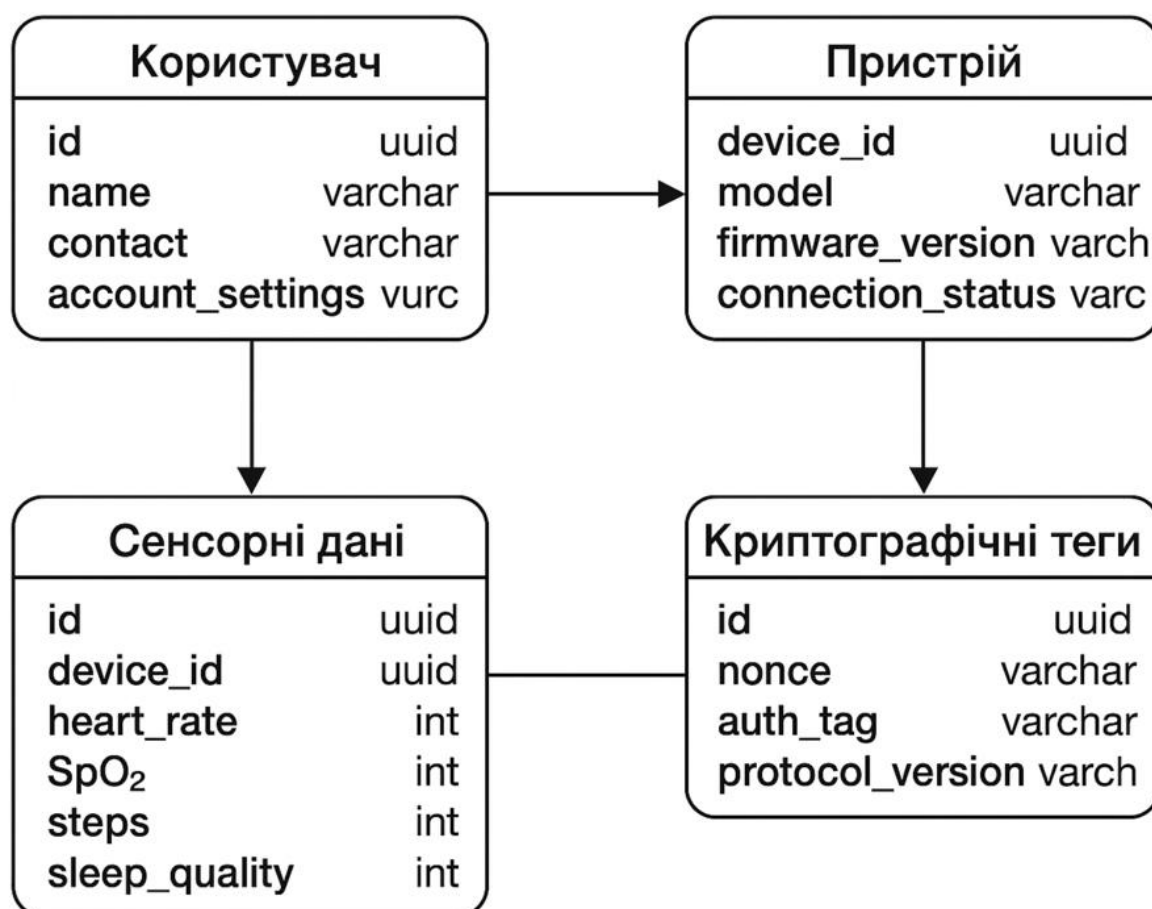 Користувач
id uuid
name varchar
contact varchar
account_settings vurc
Пристрій
device_id uuid
model varchar
firmware_version varch
connection_status varc
Сенсорні дані
id uuid
device_id uuid
heart_rate int
SpO₂ int
steps int
sleep_quality int
Криптографічні теги
id uuid
nonce varchar
auth_tag varchar
protocol_version varch